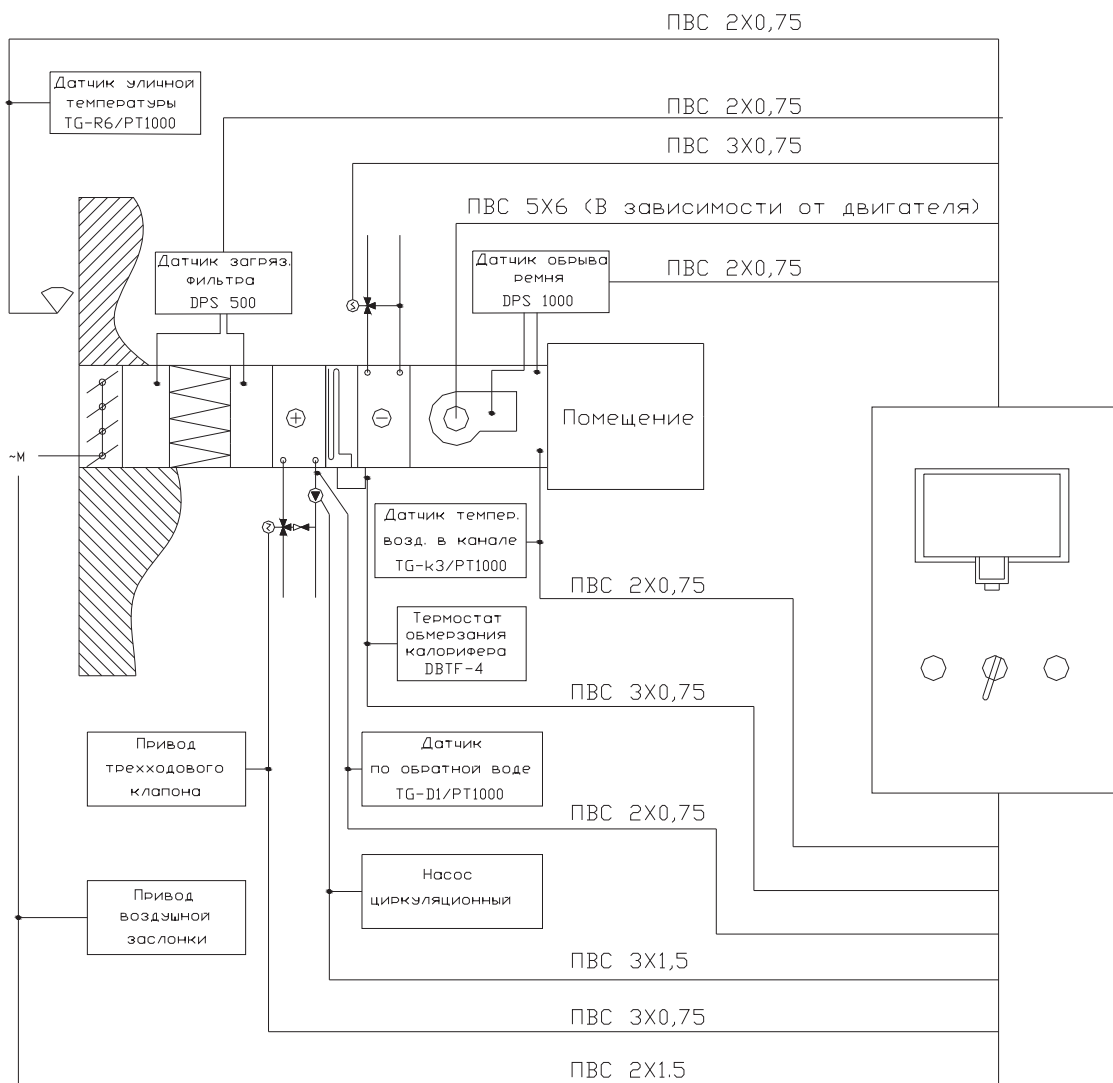 ПВС 2X0,75
Датчик уличной
температуры
TG-R6/PT1000
ПВС 2X0,75
ПВС 3X0,75
ПВС 5X6 (В зависимости от двигателя)
Датчик загряз.
фильтра
DPS 500
Датчик обрыва
ремня
DPS 1000
ПВС 2X0,75
Помещение
~M
Датчик темпер.
возд. в канале
TG-k3/PT1000
ПВС 2X0,75
Термостат
обмерзания
калорифера
DBTF-4
ПВС 3X0,75
Привод
трехходового
клапона
Датчик
по обратной воде
TG-D1/PT1000
ПВС 2X0,75
Насос
циркуляционный
Привод
воздушной
заслонки
ПВС 3X1,5
ПВС 3X0,75
ПВС 2X1.5